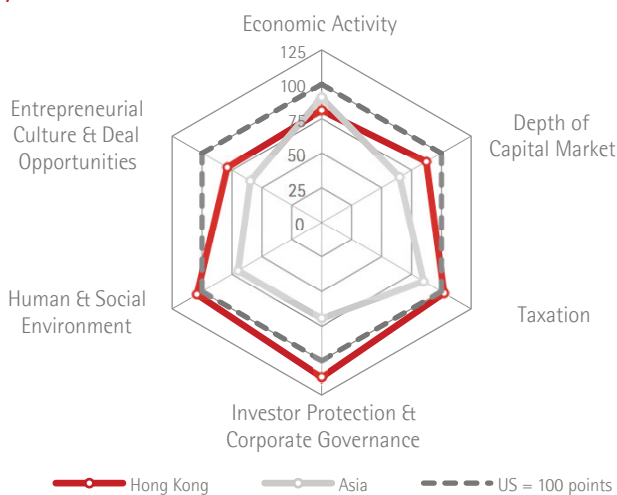 Economic Activity
125
100
75
50
25
0
Depth of
Capital Market
Taxation
Investor Protection &
Corporate Governance
Human & Social
Environment
Entrepreneurial
Culture & Deal
Opportunities
Hong Kong
Asia
US = 100 points